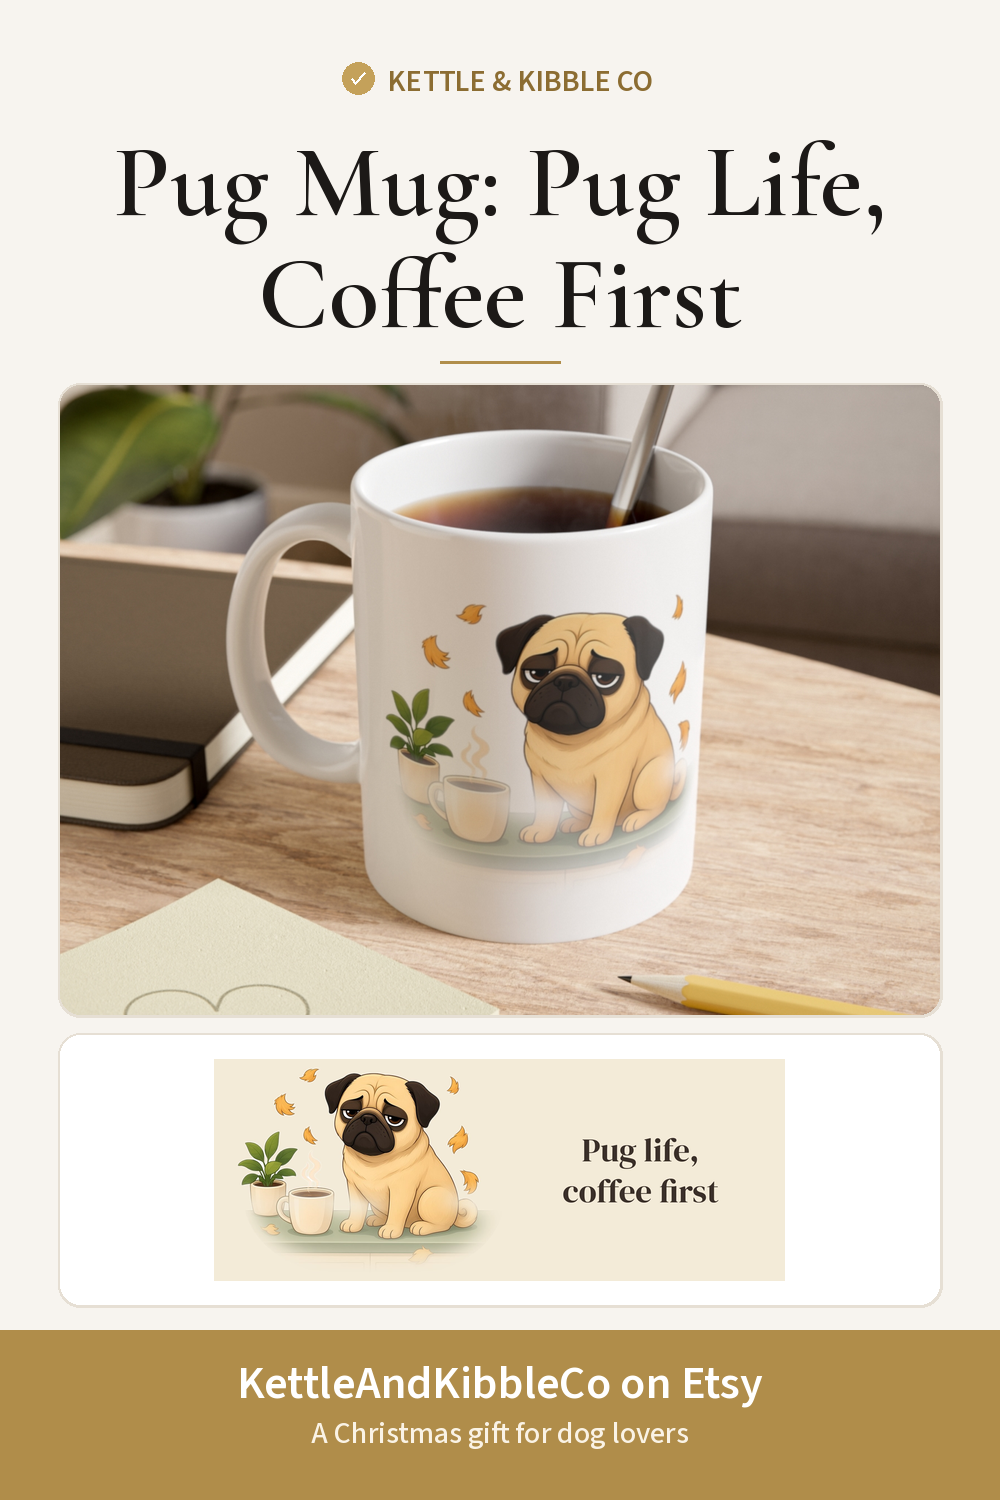 KETTLE & KIBBLE CO
Pug Mug: Pug Life,
Coffee First
Pug life,
coffee first
KettleAndKibbleCo on Etsy
A Christmas gift for dog lovers